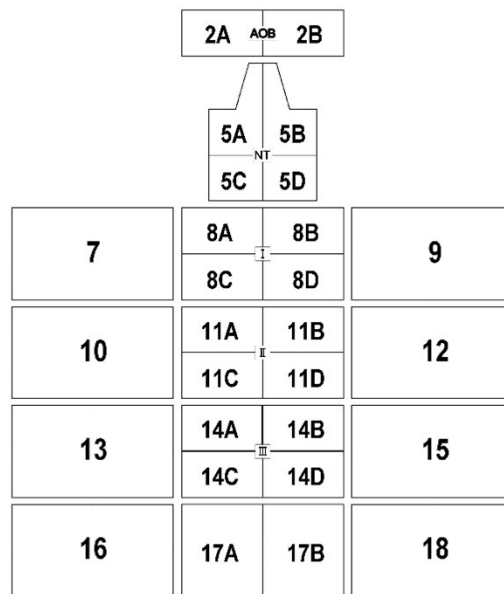 2A AOB 2B
5A 5B
NT
5C 5D
7 8A 8B 9
I
8C 8D
10 11A 11B 12
II
11C 11D
13 14A 14B 15
III
14C 14D
16 17A 17B 18